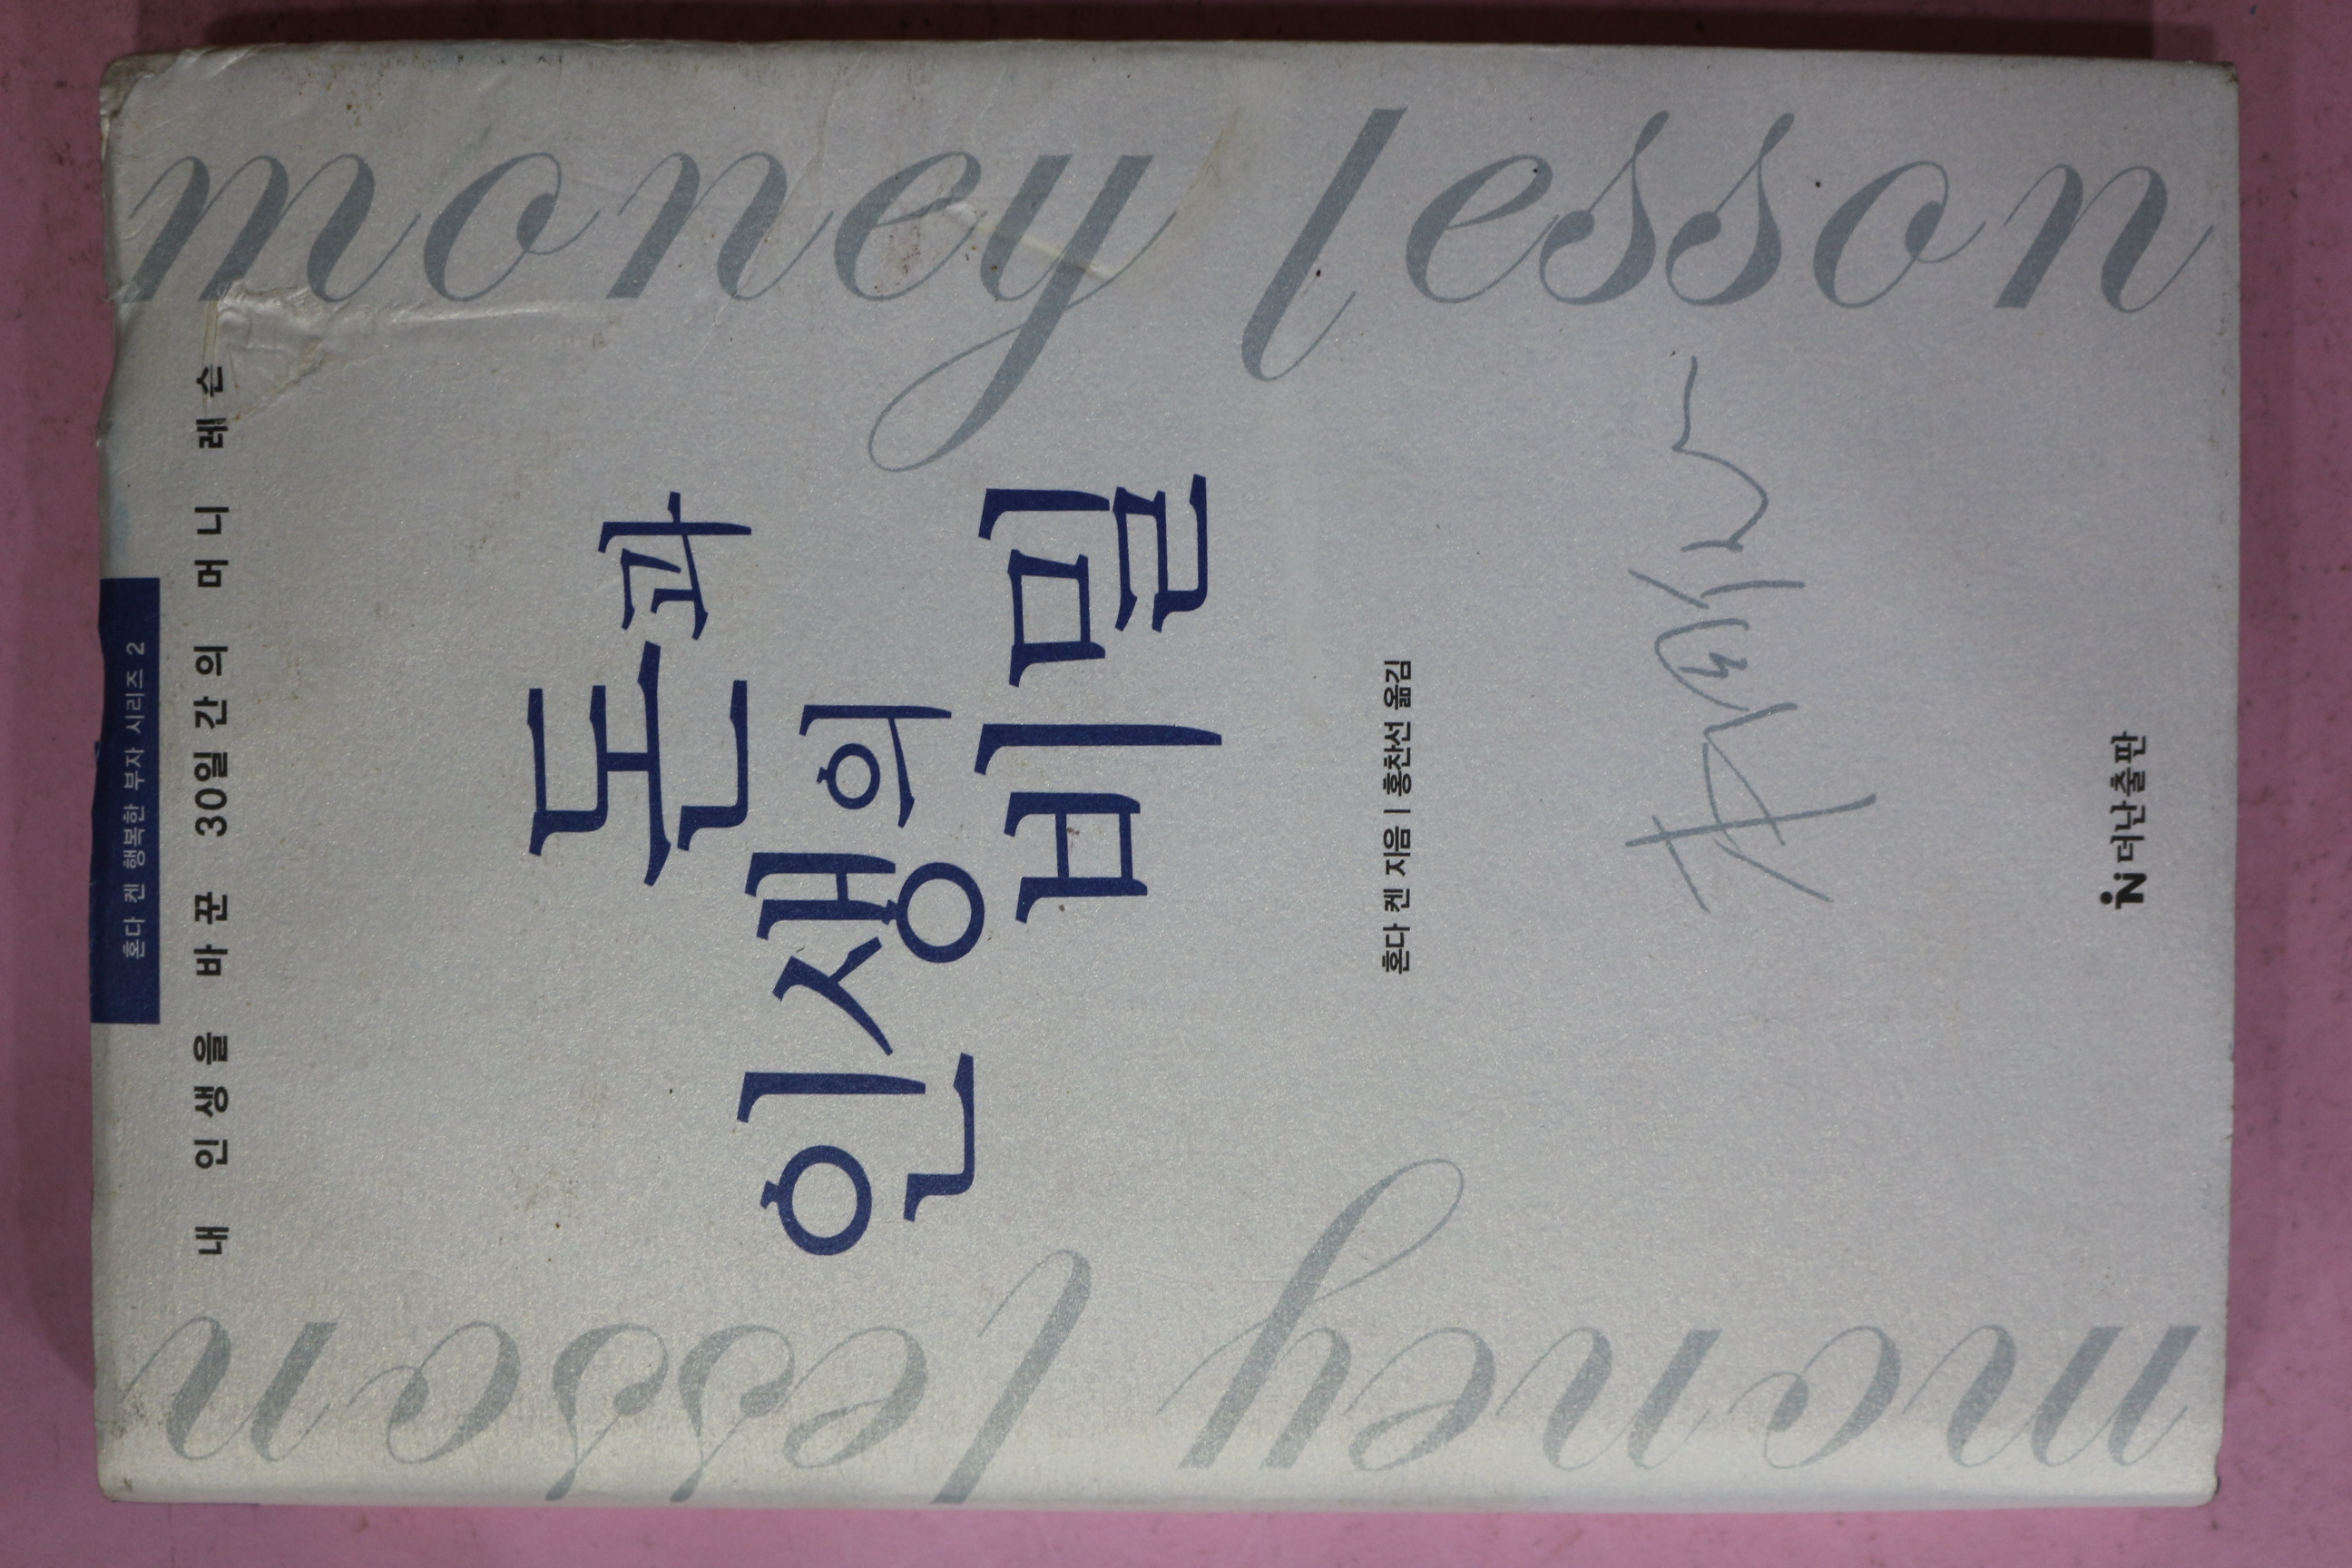 혼다 켄 행복한 부자 시리즈 2
내 인생을 바꾼 30일간의 머니 레슨
money lesson
돈과
인생의
비밀
혼다 켄 지음 | 홍찬선 옮김
더난출판
money lesson